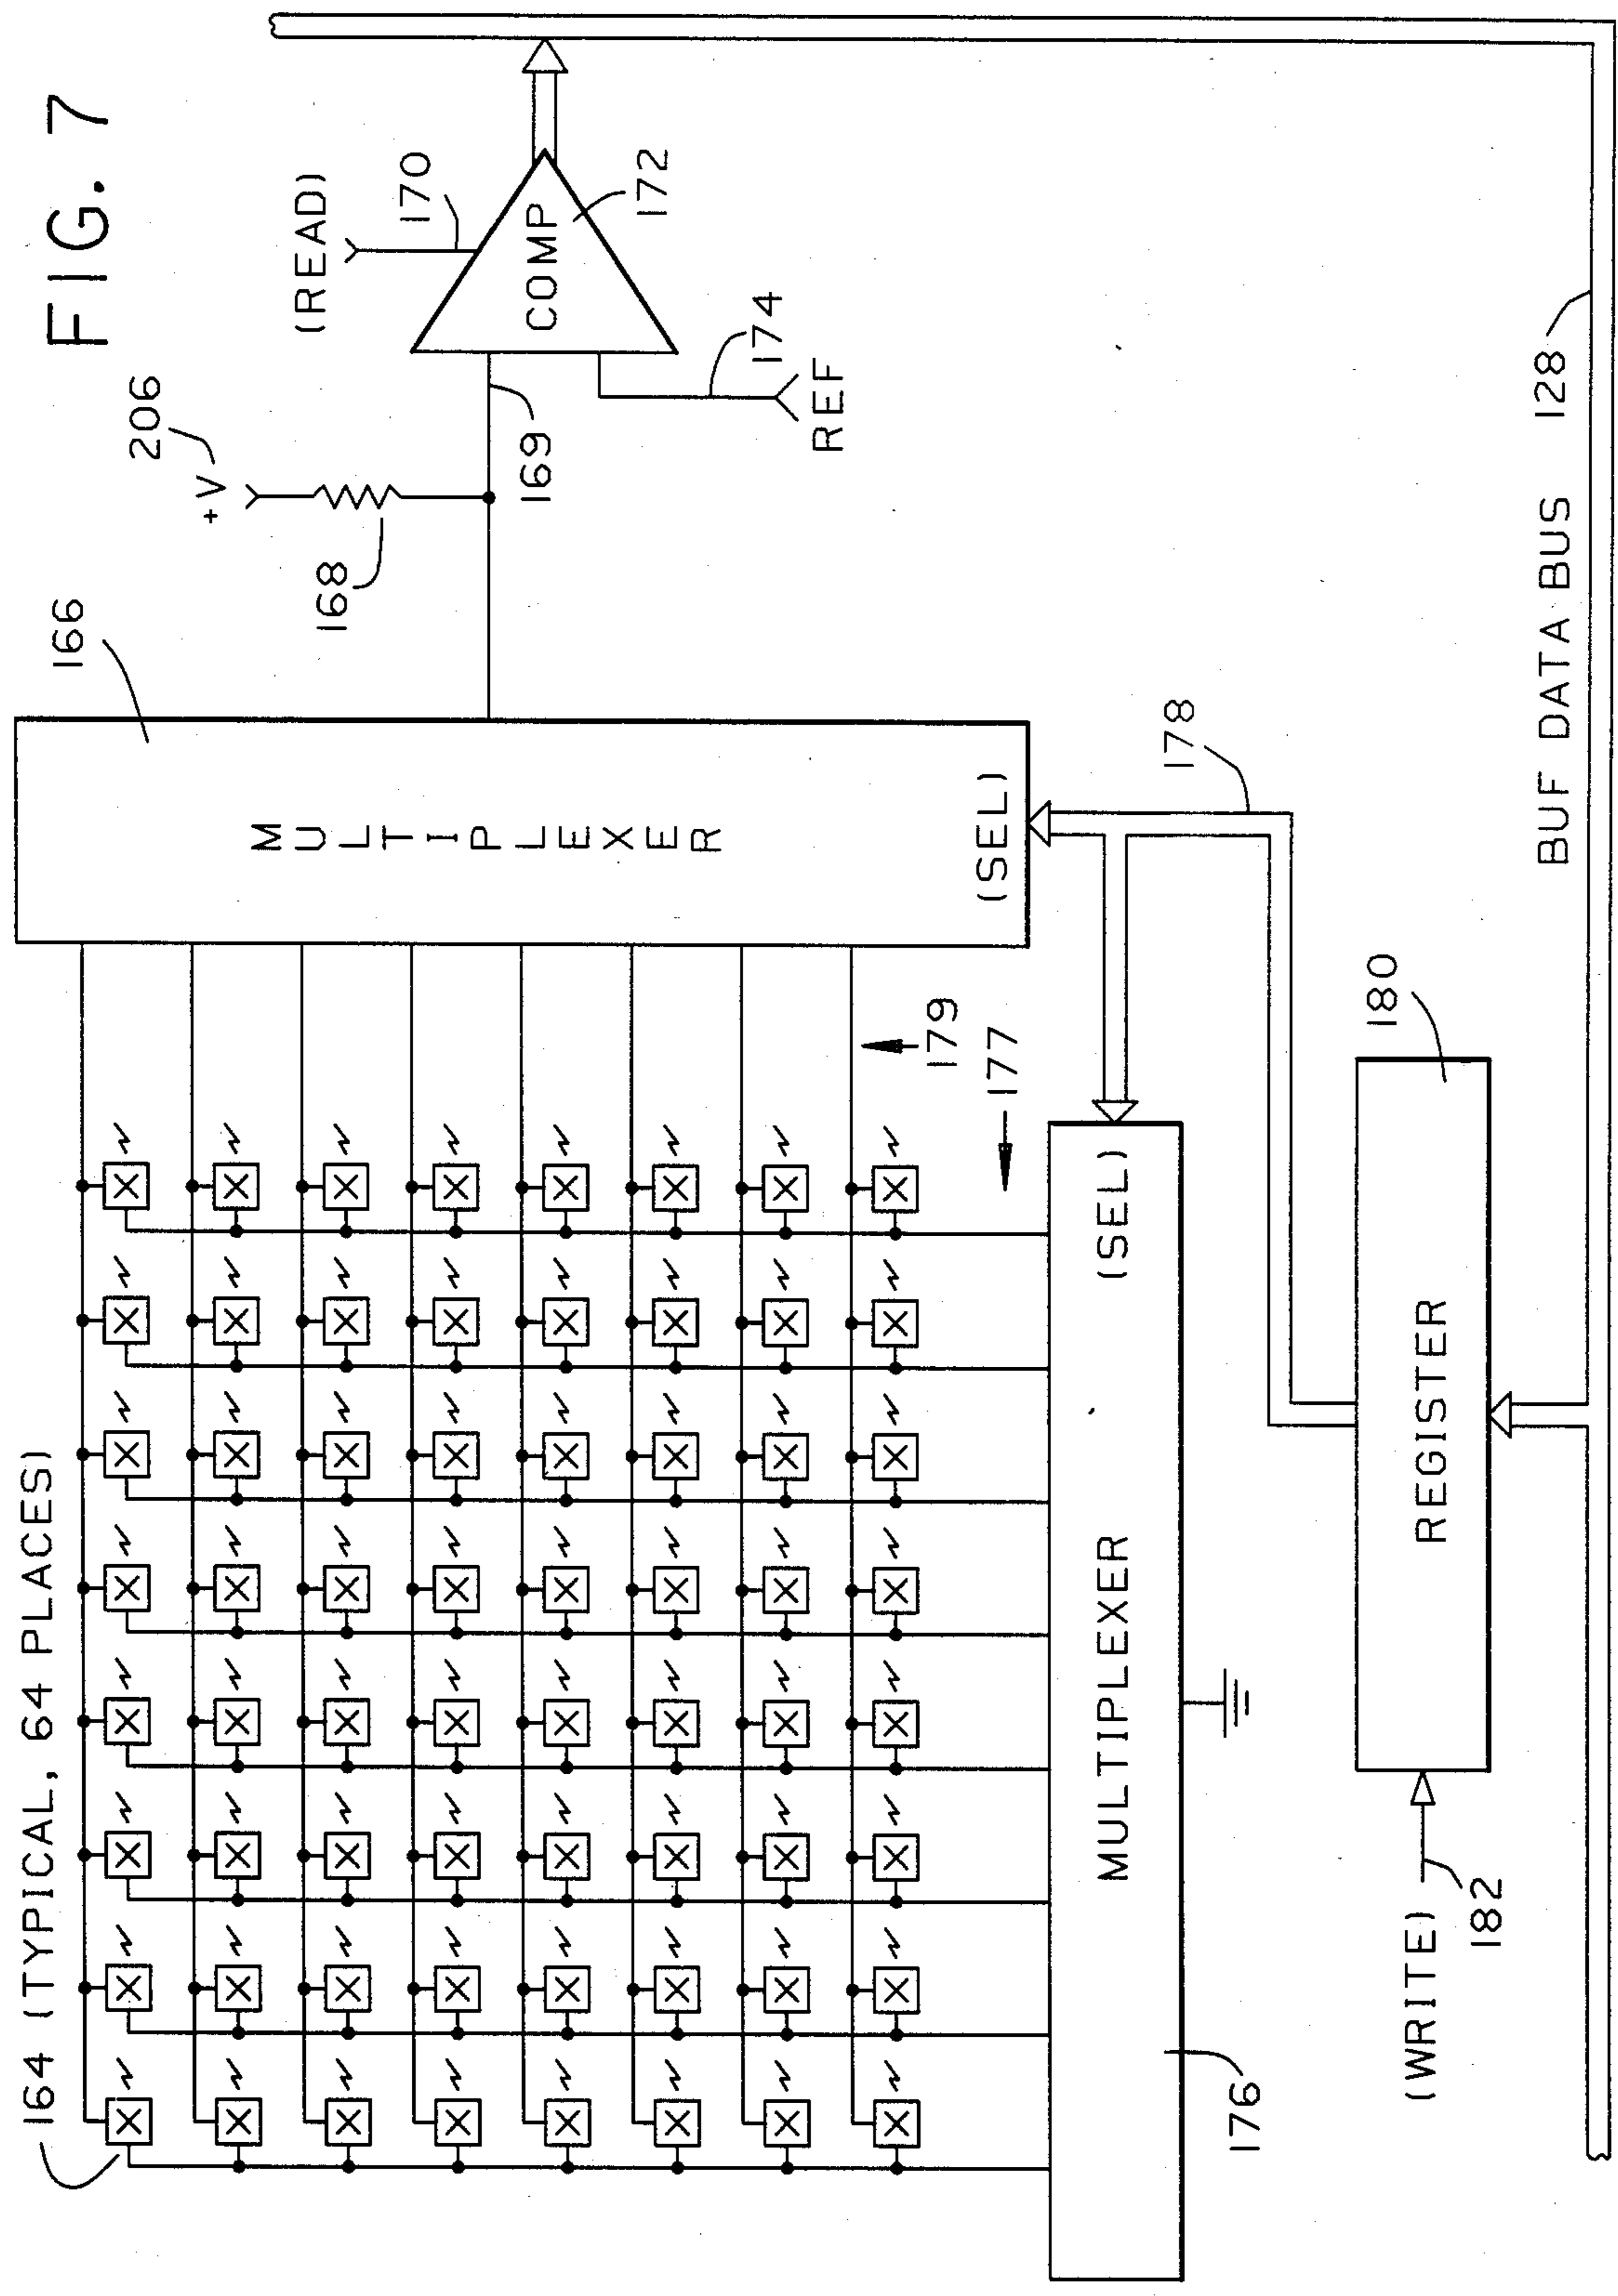 FIG. 7
164 (TYPICAL, 64 PLACES)
166
206
+V
168
(READ)
170
169
COMP
172
174
REF
MULTIPLEXER
(SEL)
179
177
178
MULTIPLEXER
(SEL)
176
180
REGISTER
(WRITE)
182
BUF DATA BUS 128